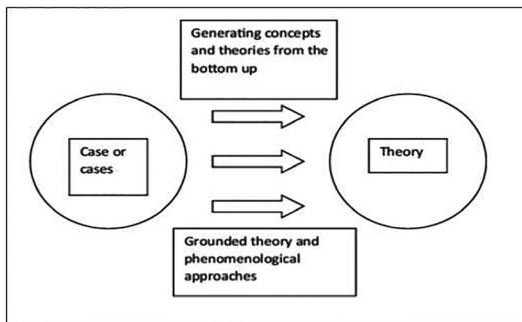 Generating concepts
and theories from the
bottom up
Case or
cases
Theory
Grounded theory and
phenomenological
approaches